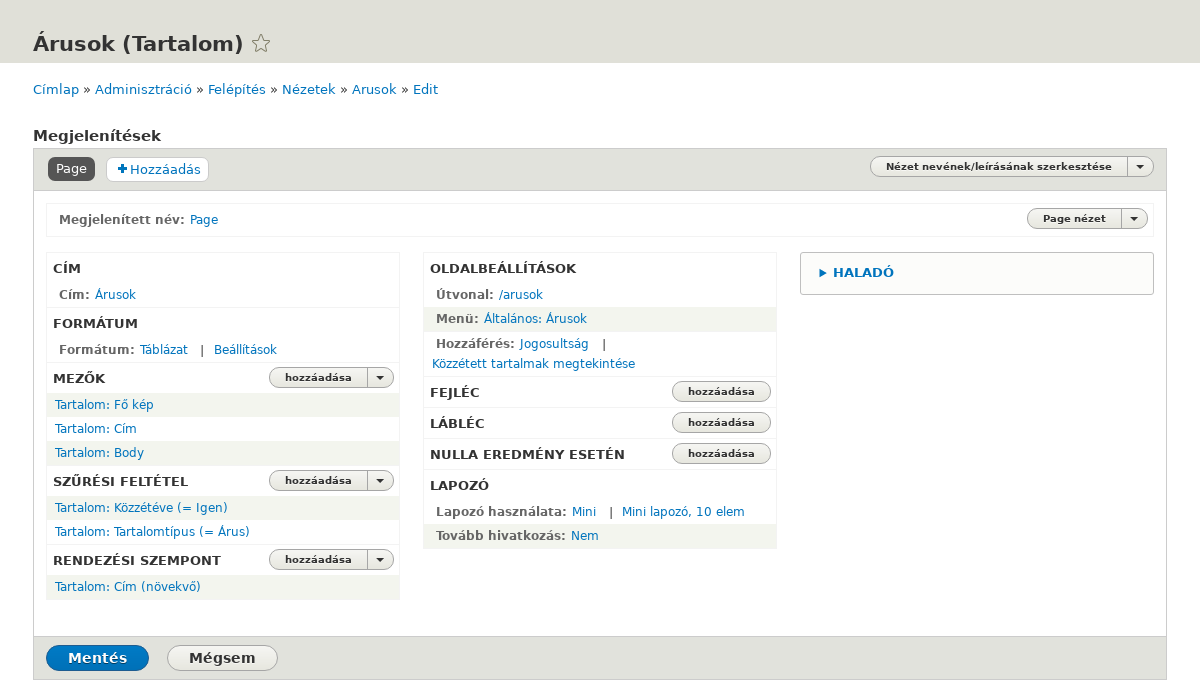 Árusok (Tartalom)
Címlap » Adminisztráció » Felépítés » Nézetek » Arusok » Edit
Megjelenítések
Page
Hozzáadás
Nézet nevének/leírásának szerkesztése
Megjelenített név: Page
Page nézet
CÍM
Cím: Árusok
FORMÁTUM
Formátum: Táblázat | Beállítások
MEZŐK
hozzáadása
Tartalom: Fő kép
Tartalom: Cím
Tartalom: Body
SZŰRÉSI FELTÉTEL
hozzáadása
Tartalom: Közzétéve (= Igen)
Tartalom: Tartalomtípus (= Árus)
RENDEZÉSI SZEMPONT
hozzáadása
Tartalom: Cím (növekvő)
OLDALBEÁLLÍTÁSOK
Útvonal: /arusok
Menü: Általános: Árusok
Hozzáférés: Jogosultság |
Közzétett tartalmak megtekintése
FEJLÉC
hozzáadása
LÁBLÉC
hozzáadása
NULLA EREDMÉNY ESETÉN
hozzáadása
LAPOZÓ
Lapozó használata: Mini | Mini lapozó, 10 elem
Tovább hivatkozás: Nem
HALADÓ
Mentés
Mégsem